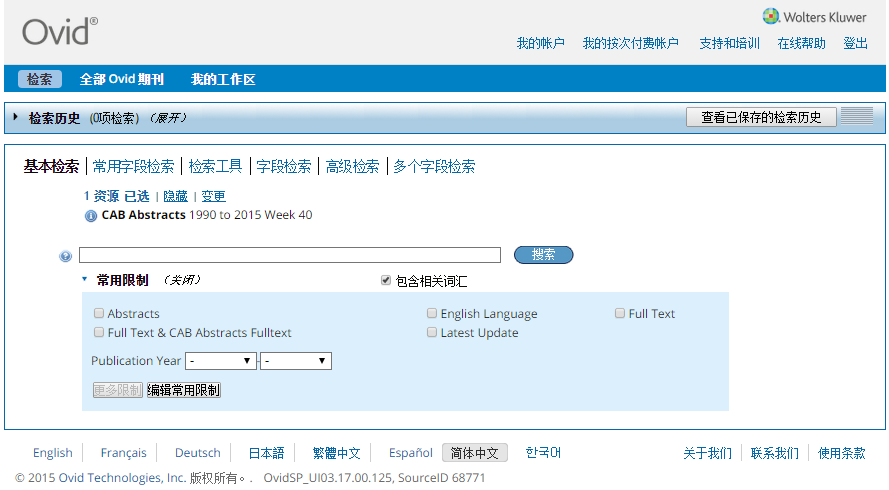 Ovid®
Wolters Kluwer
我的帐户 我的按次付费帐户 支持和培训 在线帮助 登出
检索 全部 Ovid 期刊 我的工作区
检索历史 (0项检索) (展开) 查看已保存的检索历史
基本检索 常用字段检索 检索工具 字段检索 高级检索 多个字段检索
1 资源 已选 | 隐藏 | 变更
CAB Abstracts 1990 to 2015 Week 40
搜索
常用限制 (关闭) 包含相关词汇
Abstracts English Language Full Text
Full Text & CAB Abstracts Fulltext Latest Update
Publication Year - - -
更多限制 编辑常用限制
English Français Deutsch 日本語 繁體中文 Español 简体中文 한국어 关于我们 联系我们 使用条款
© 2015 Ovid Technologies, Inc. 版权所有。. OvidSP_UI03.17.00.125, SourceID 68771